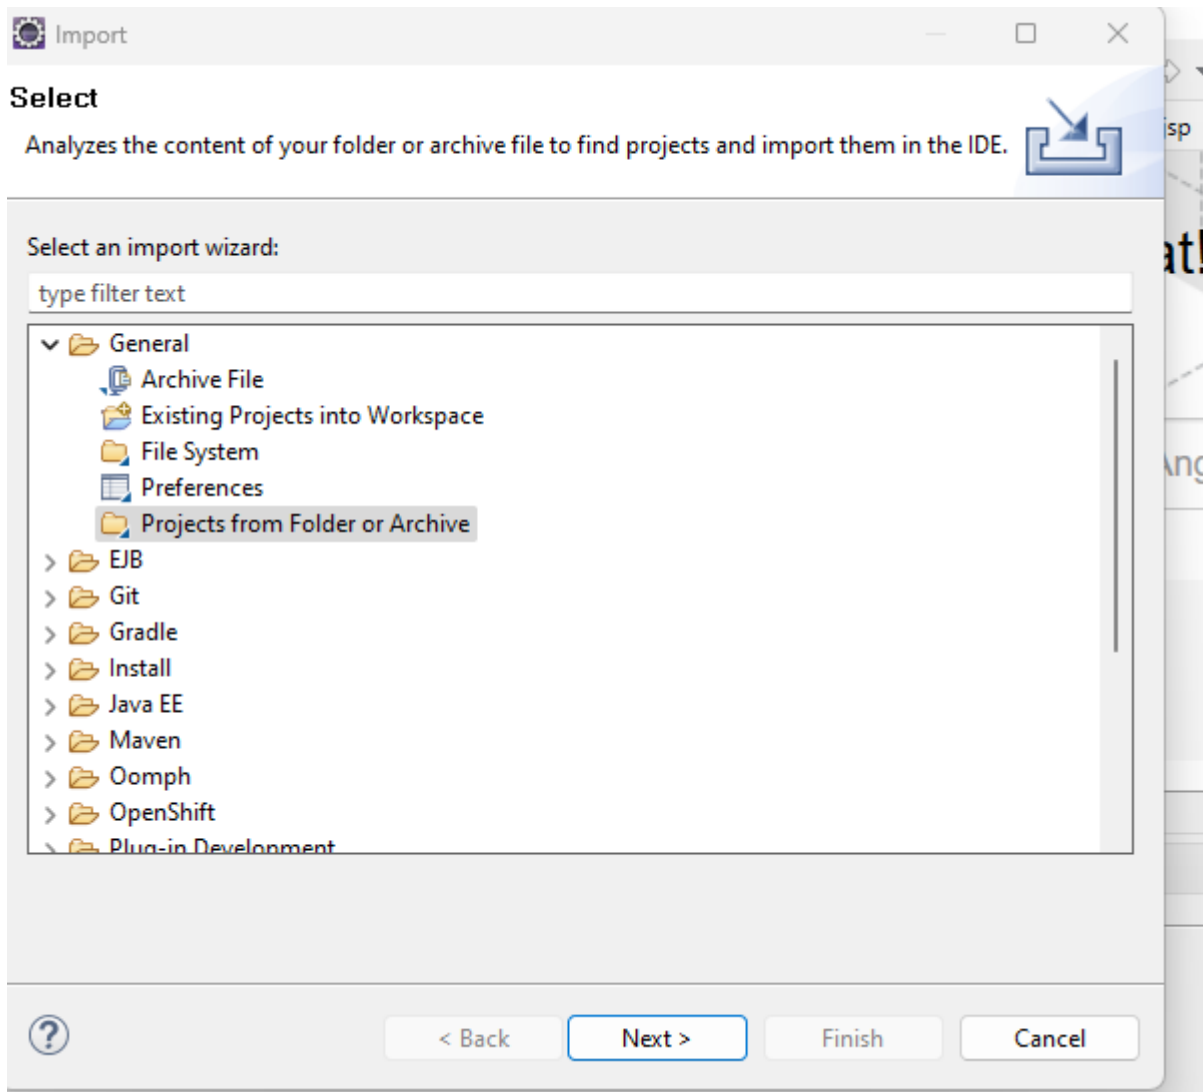 Import
Select
Analyzes the content of your folder or archive file to find projects and import them in the IDE.
Select an import wizard:
type filter text
General
Archive File
Existing Projects into Workspace
File System
Preferences
Projects from Folder or Archive
EJB
Git
Gradle
Install
Java EE
Maven
Oomph
OpenShift
Plug-in Development
< Back
Next >
Finish
Cancel
isp
at!
Ang